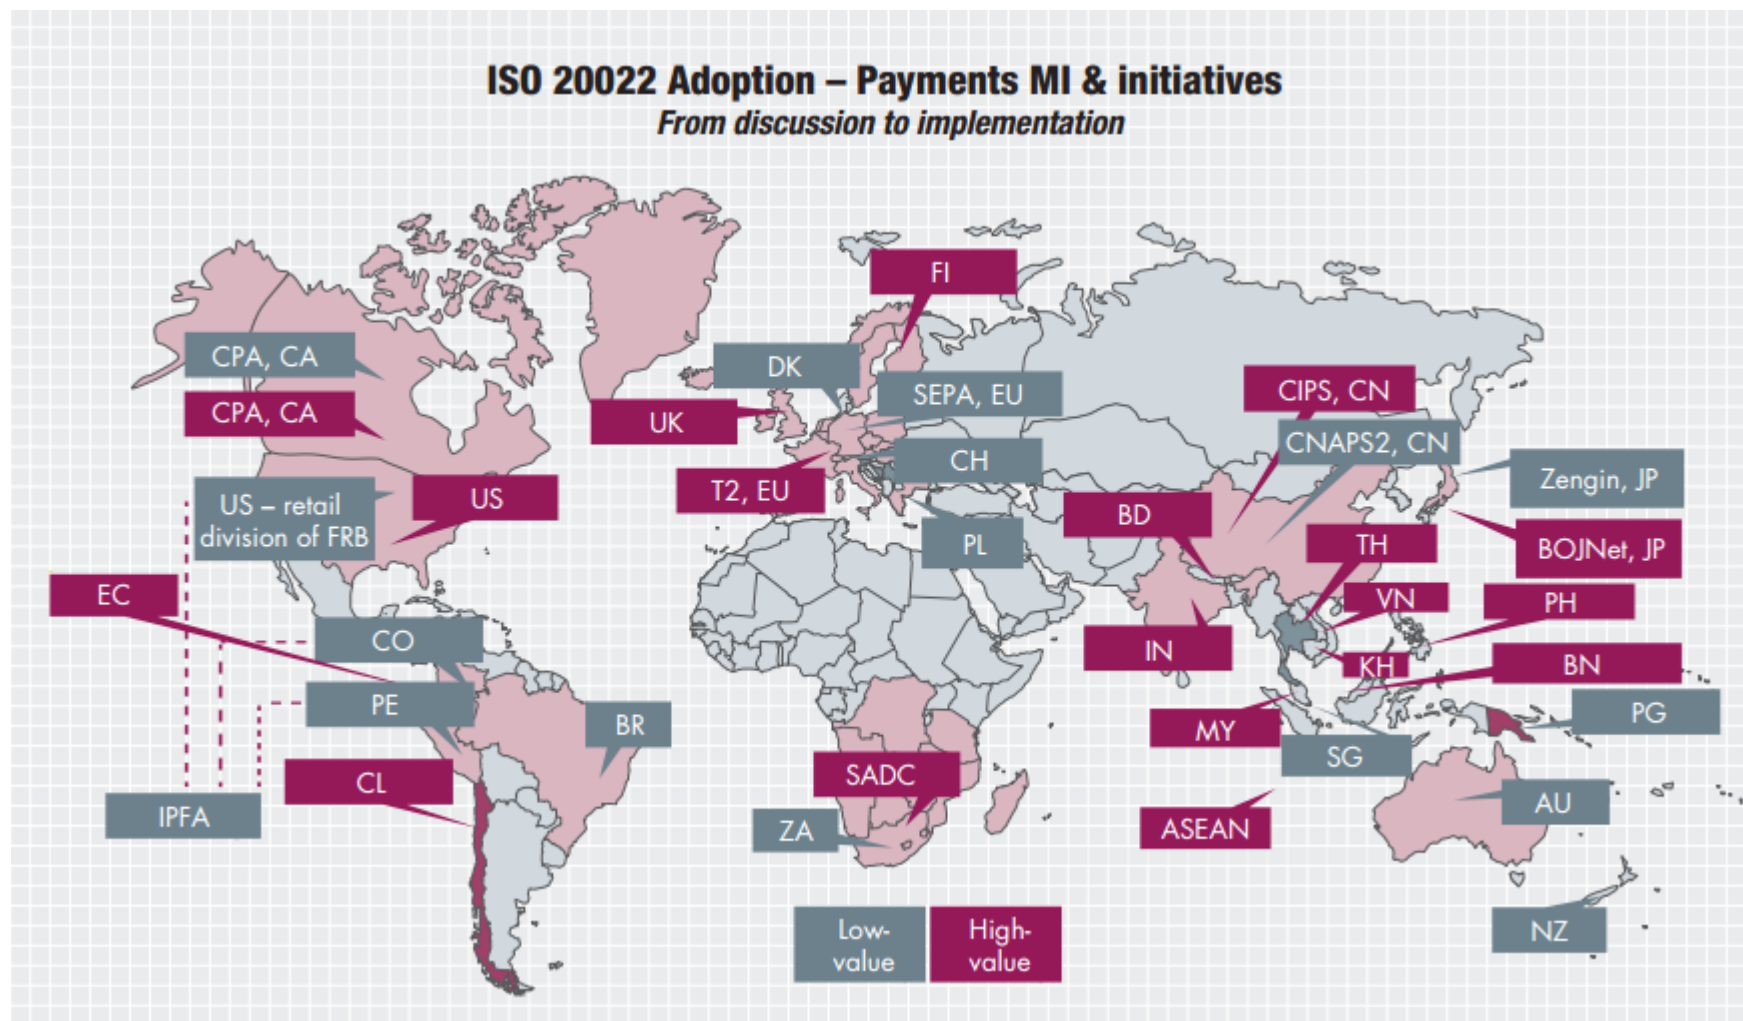 ISO 20022 Adoption – Payments MI & initiatives
From discussion to implementation
FI
CPA, CA
DK
CIPS, CN
SEPA, EU
CPA, CA
UK
CNAPS2, CN
CH
Zengin, JP
T2, EU
US – retail
division of FRB
US
BD
PL
TH
BOJNet, JP
EC
VN
PH
CO
IN
KH
BN
PE
BR
MY
PG
SG
CL
SADC
IPFA
ZA
ASEAN
AU
Low-
value
High-
value
NZ